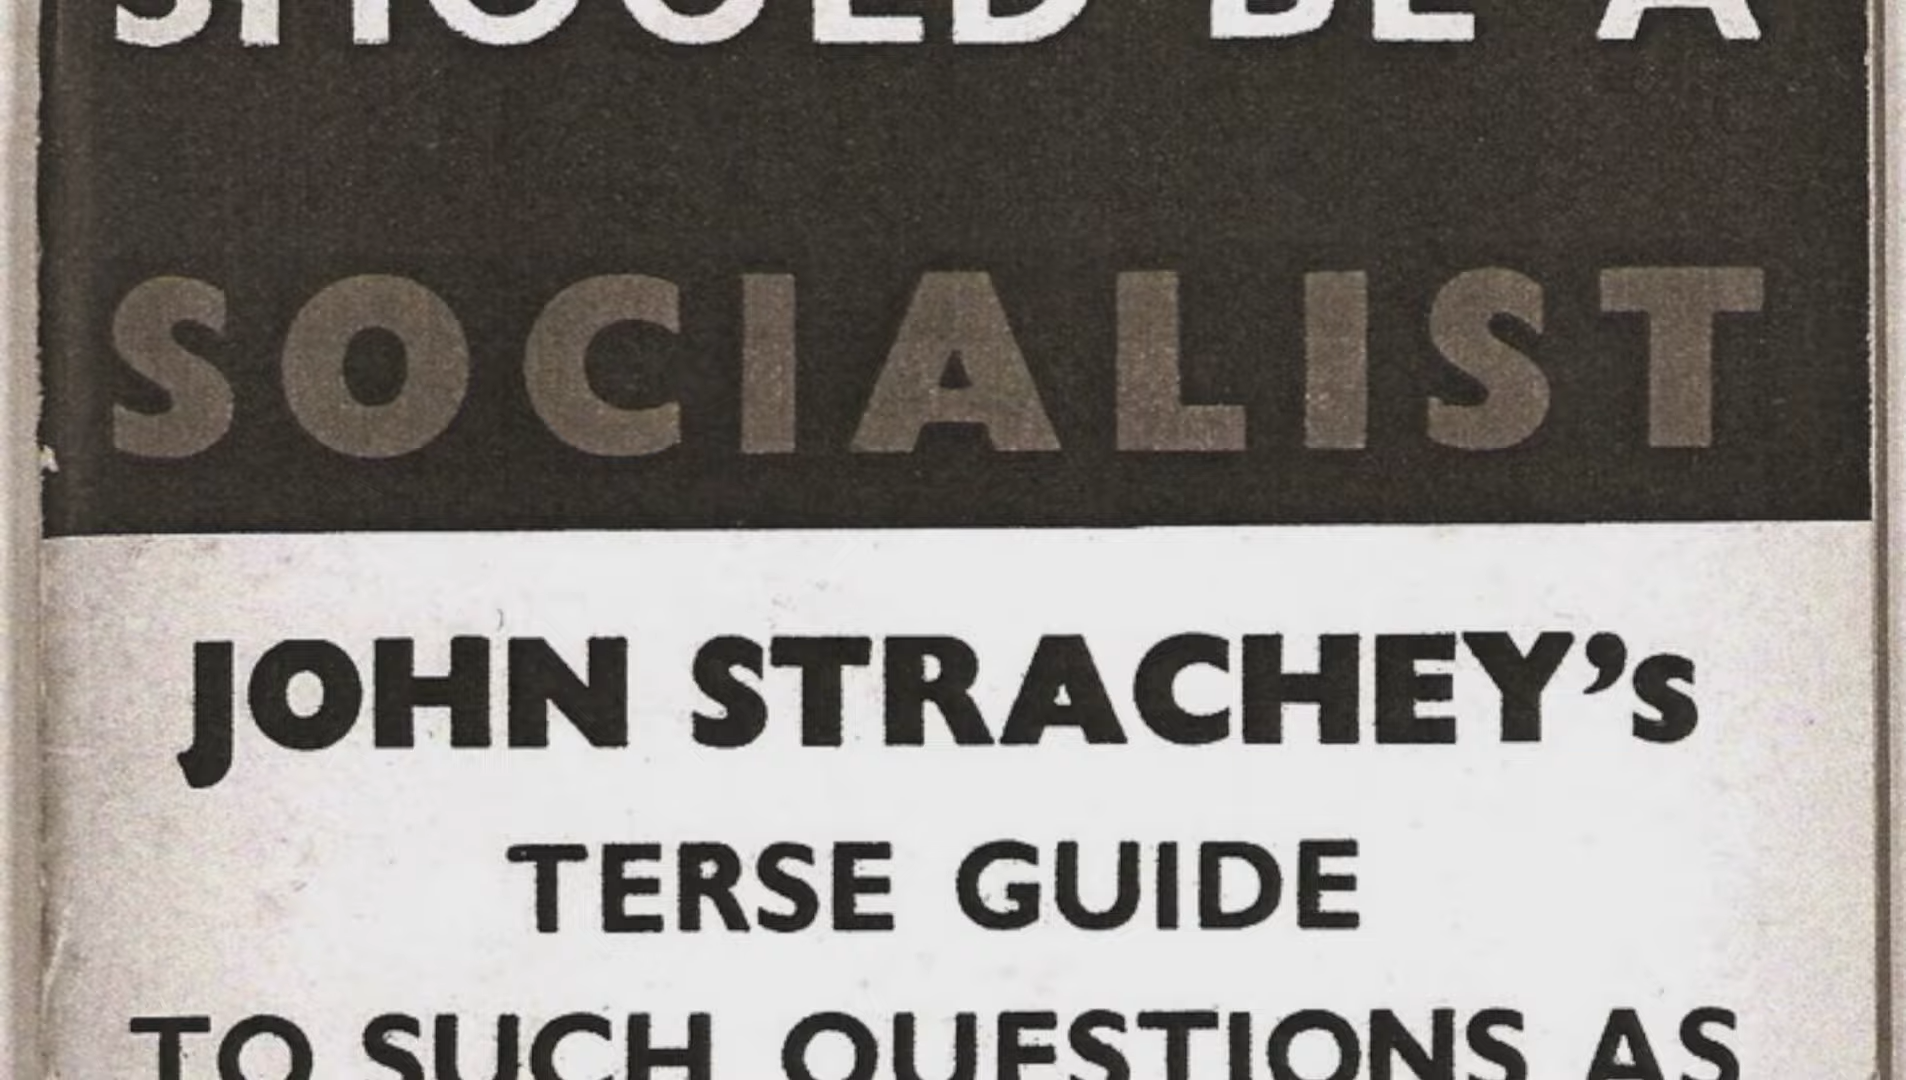 SHOULD BE A
SOCIALIST
JOHN STRACHEY's
TERSE GUIDE
TO SUCH QUESTIONS AS